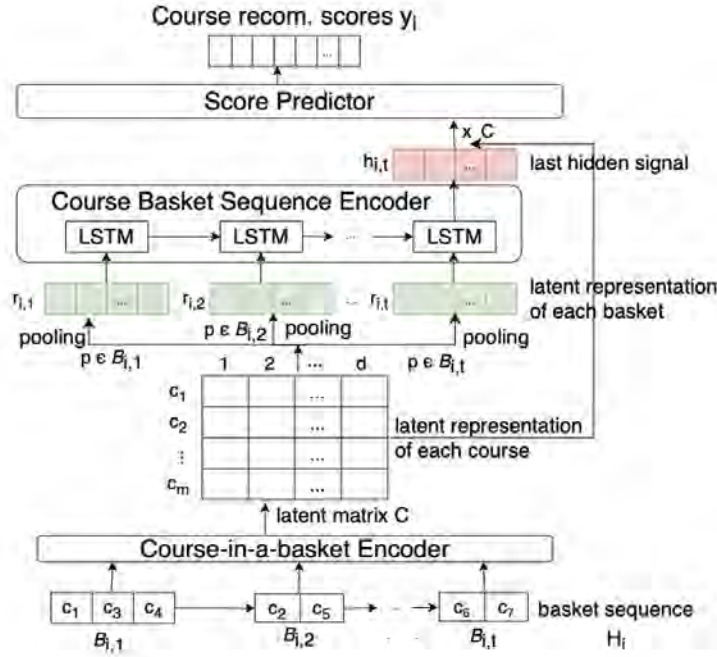 Course recom. scores y_i
...
Score Predictor
x C
h_i,t ... last hidden signal
Course Basket Sequence Encoder
LSTM LSTM ... LSTM
r_i,1 ... r_i,2 ... ... r_i,t ... latent representation
of each basket
pooling p ∈ B_i,2 pooling pooling
p ∈ B_i,1 p ∈ B_i,t
1 2 ... d
c_1 ...
c_2 ... latent representation
⋮ ... of each course
c_m ...
latent matrix C
Course-in-a-basket Encoder
c_1 c_3 c_4 c_2 c_5 ... c_6 c_7 basket sequence
B_i,1 B_i,2 B_i,t H_i